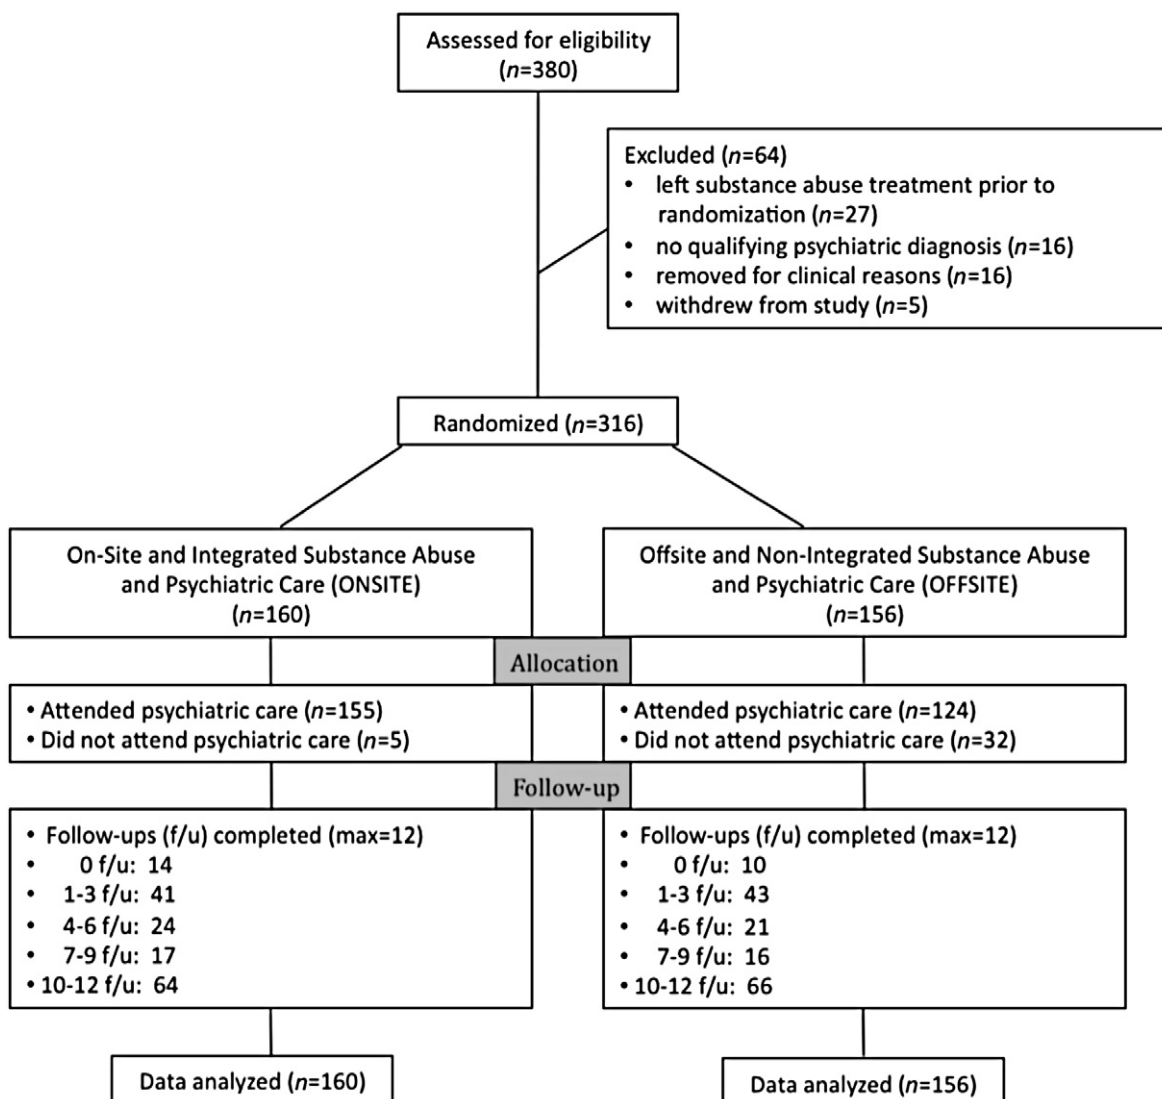 Assessed for eligibility
(n=380)
Excluded (n=64)
• left substance abuse treatment prior to
randomization (n=27)
• no qualifying psychiatric diagnosis (n=16)
• removed for clinical reasons (n=16)
• withdrew from study (n=5)
Randomized (n=316)
On-Site and Integrated Substance Abuse
and Psychiatric Care (ONSITE)
(n=160)
Offsite and Non-Integrated Substance Abuse
and Psychiatric Care (OFFSITE)
(n=156)
Allocation
• Attended psychiatric care (n=155)
• Did not attend psychiatric care (n=5)
• Attended psychiatric care (n=124)
• Did not attend psychiatric care (n=32)
Follow-up
• Follow-ups (f/u) completed (max=12)
• 0 f/u: 14
• 1-3 f/u: 41
• 4-6 f/u: 24
• 7-9 f/u: 17
• 10-12 f/u: 64
• Follow-ups (f/u) completed (max=12)
• 0 f/u: 10
• 1-3 f/u: 43
• 4-6 f/u: 21
• 7-9 f/u: 16
• 10-12 f/u: 66
Data analyzed (n=160)
Data analyzed (n=156)